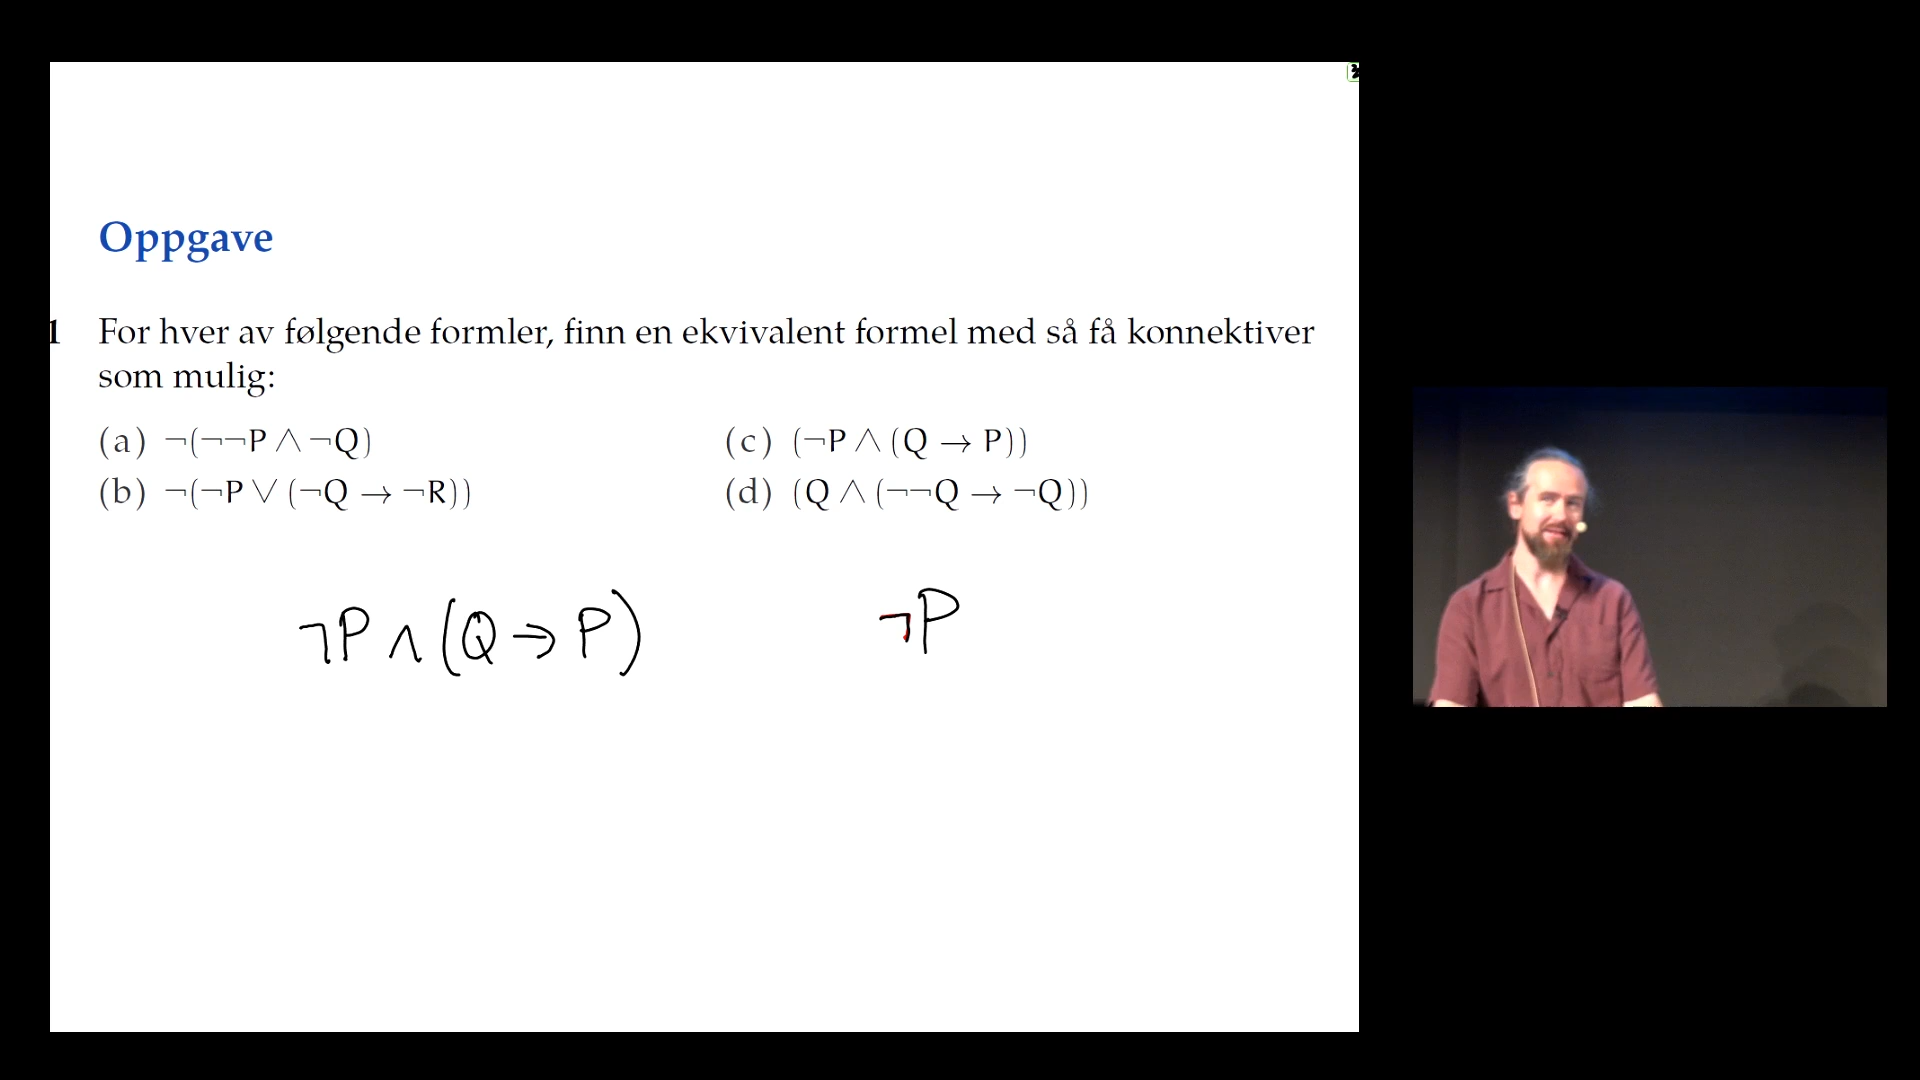 Oppgave
1 For hver av følgende formler, finn en ekvivalent formel med så få konnektiver
som mulig:
(a) ¬(¬¬P ∧ ¬Q)
(b) ¬(¬P ∨ (¬Q → ¬R))
(c) (¬P ∧ (Q → P))
(d) (Q ∧ (¬¬Q → ¬Q))
¬P ∧ (Q → P) ¬P